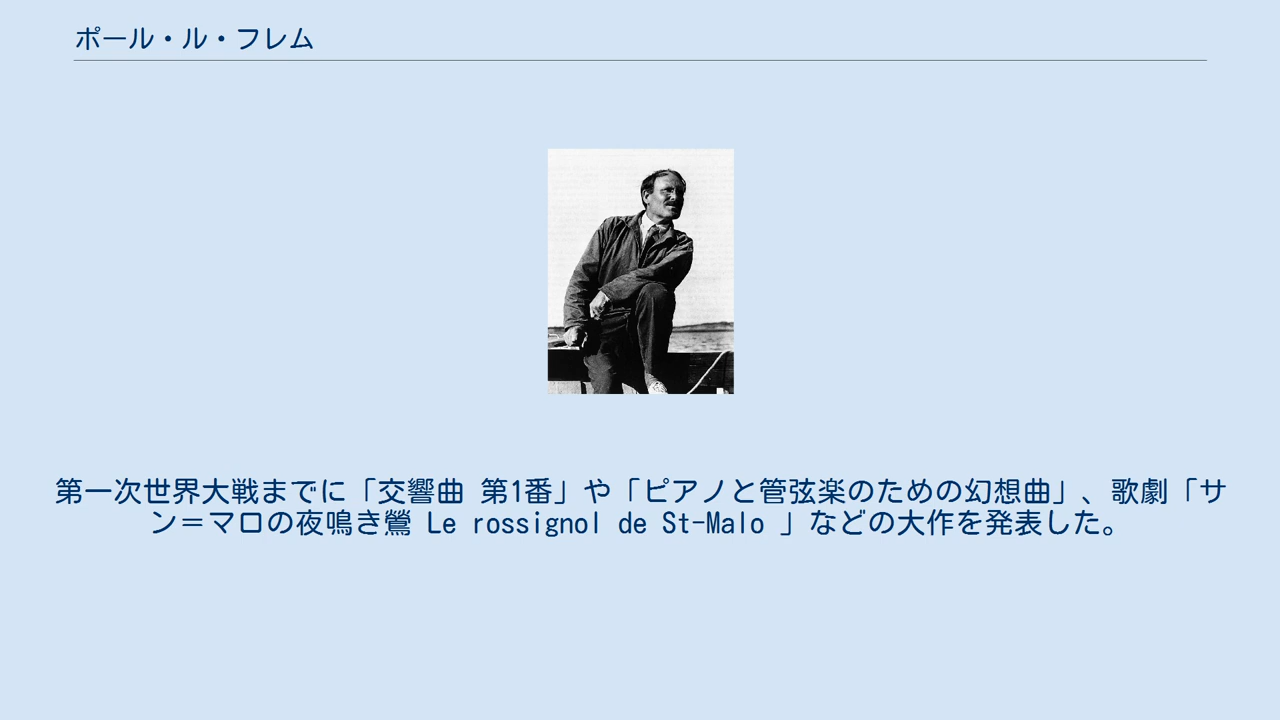 ポール・ル・フレム
第一次世界大戦までに「交響曲 第1番」や「ピアノと管弦楽のための幻想曲」、歌劇「サ
ン＝マロの夜鳴き鶯 Le rossignol de St-Malo 」などの大作を発表した。